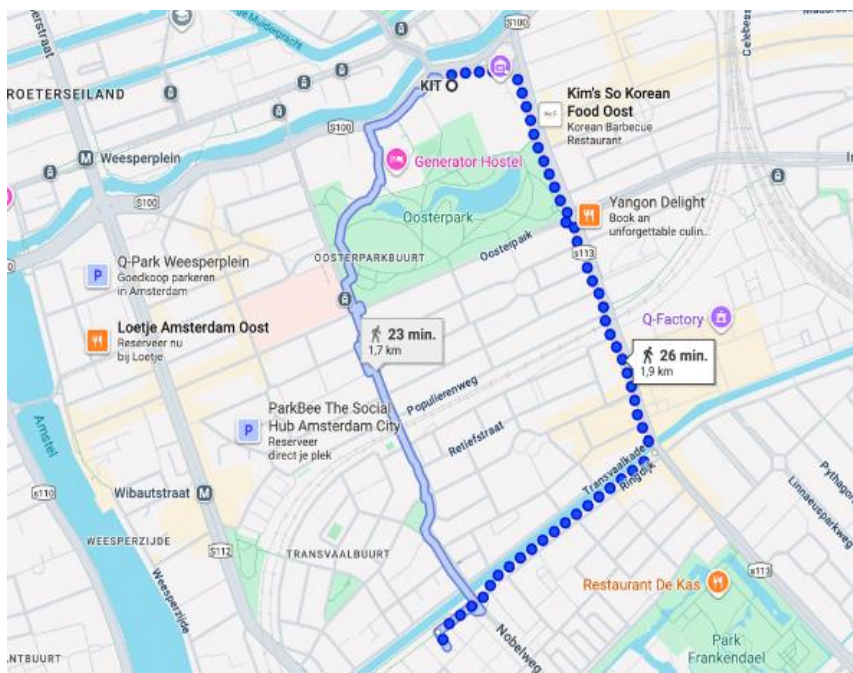 S100
KIT
ROETERSEILAND
Kim's So Korean
Food Oost
Korean Barbecue
Restaurant
S100
Weesperplein
Generator Hostel
Oosterpark
Yangon Delight
Book an
unforgettable culin..
S100
OOSTERPARKBUURT
Oosterpark
s113
Q-Park Weesperplein
Goedkoop parkeren
in Amsterdam
P
Q-Factory
Loetje Amsterdam Oost
Reserveer nu
bij Loetje
23 min.
1,7 km
26 min.
1,9 km
Populierenweg
ParkBee The Social
Hub Amsterdam City
Reserveer
direct je plek
P
Retiefstraat
Amstel
Transvaalkade
Ringdijk
Wibautstraat
M
s110
Linnaeusparkweg
WEESPERZIJDE
S112
TRANSVAALBUURT
Weesperzijde
s113
Restaurant De Kas
Nobelweg
Park
Frankendael
ANTBUURT